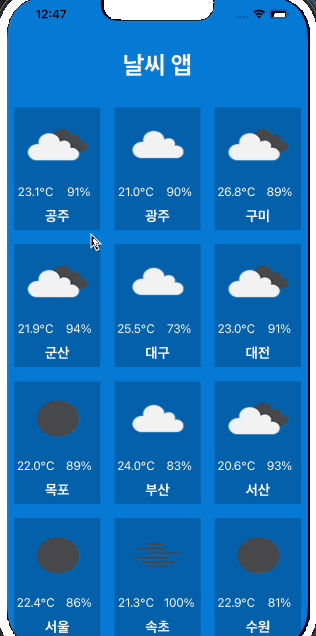 12:47
날씨 앱
23.1°C 91% 21.0°C 90% 26.8°C 89%
공주 광주 구미
21.9°C 94% 25.5°C 73% 23.0°C 91%
군산 대구 대전
22.0°C 89% 24.0°C 83% 20.6°C 93%
목포 부산 서산
22.4°C 86% 21.3°C 100% 22.9°C 81%
서울 속초 수원